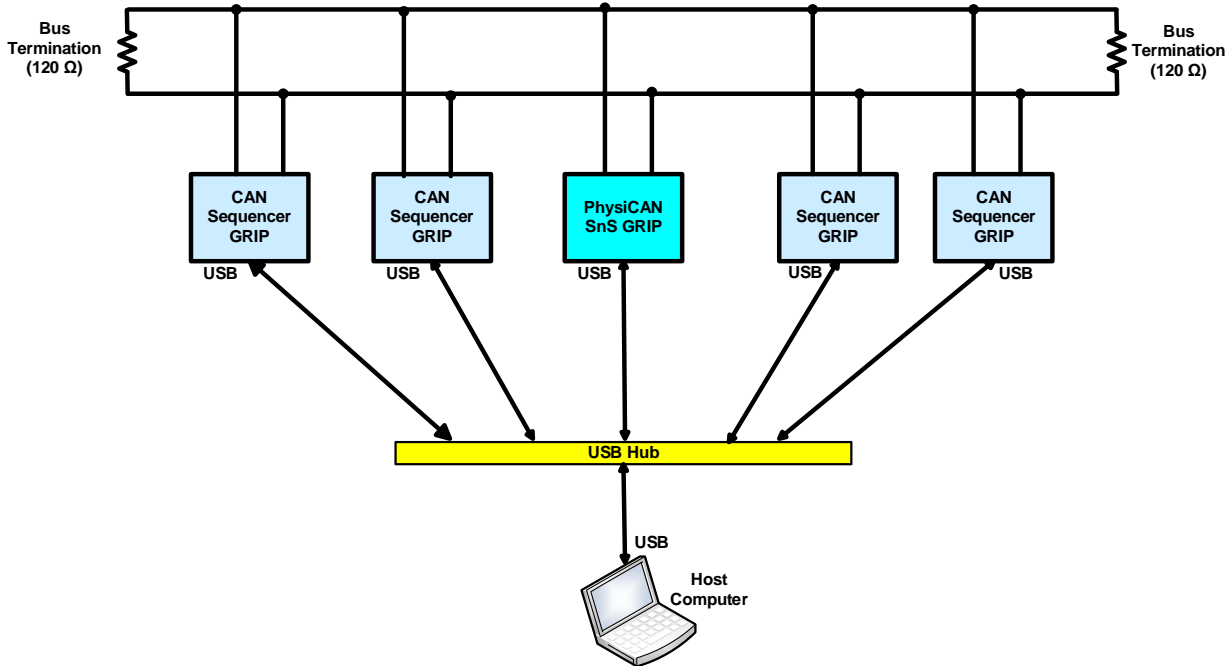 Bus
Termination
(120 Ω)
Bus
Termination
(120 Ω)
CAN
Sequencer
GRIP
CAN
Sequencer
GRIP
PhysiCAN
SnS GRIP
CAN
Sequencer
GRIP
CAN
Sequencer
GRIP
USB
USB
USB
USB
USB
USB Hub
USB
Host
Computer